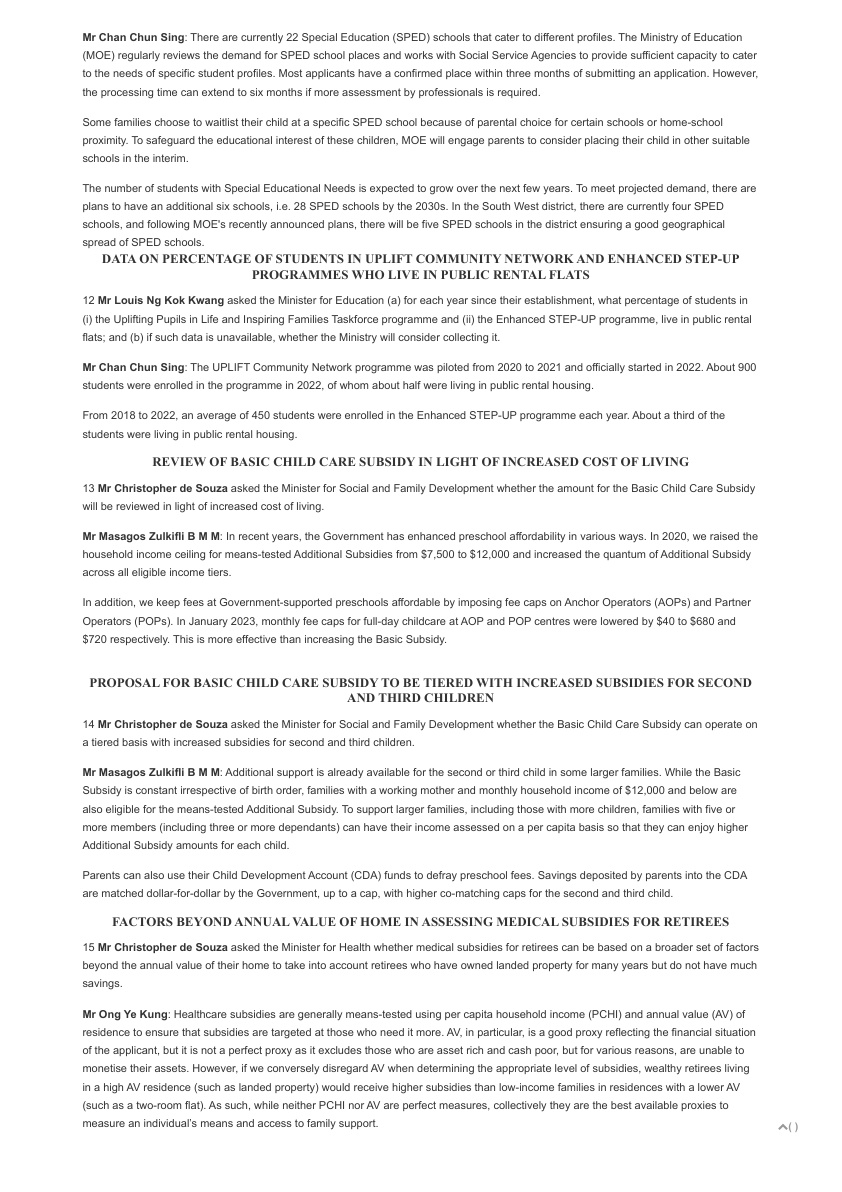 Mr Chan Chun Sing: There are currently 22 Special Education (SPED) schools that cater to different profiles. The Ministry of Education
(MOE) regularly reviews the demand for SPED school places and works with Social Service Agencies to provide sufficient capacity to cater
to the needs of specific student profiles. Most applicants have a confirmed place within three months of submitting an application. However,
the processing time can extend to six months if more assessment by professionals is required.
Some families choose to waitlist their child at a specific SPED school because of parental choice for certain schools or home-school
proximity. To safeguard the educational interest of these children, MOE will engage parents to consider placing their child in other suitable
schools in the interim.
The number of students with Special Educational Needs is expected to grow over the next few years. To meet projected demand, there are
plans to have an additional six schools, i.e. 28 SPED schools by the 2030s. In the South West district, there are currently four SPED
schools, and following MOE's recently announced plans, there will be five SPED schools in the district ensuring a good geographical
spread of SPED schools.
DATA ON PERCENTAGE OF STUDENTS IN UPLIFT COMMUNITY NETWORK AND ENHANCED STEP-UP
PROGRAMMES WHO LIVE IN PUBLIC RENTAL FLATS
12 Mr Louis Ng Kok Kwang asked the Minister for Education (a) for each year since their establishment, what percentage of students in
(i) the Uplifting Pupils in Life and Inspiring Families Taskforce programme and (ii) the Enhanced STEP-UP programme, live in public rental
flats; and (b) if such data is unavailable, whether the Ministry will consider collecting it.
Mr Chan Chun Sing: The UPLIFT Community Network programme was piloted from 2020 to 2021 and officially started in 2022. About 900
students were enrolled in the programme in 2022, of whom about half were living in public rental housing.
From 2018 to 2022, an average of 450 students were enrolled in the Enhanced STEP-UP programme each year. About a third of the
students were living in public rental housing.
REVIEW OF BASIC CHILD CARE SUBSIDY IN LIGHT OF INCREASED COST OF LIVING
13 Mr Christopher de Souza asked the Minister for Social and Family Development whether the amount for the Basic Child Care Subsidy
will be reviewed in light of increased cost of living.
Mr Masagos Zulkifli B M M: In recent years, the Government has enhanced preschool affordability in various ways. In 2020, we raised the
household income ceiling for means-tested Additional Subsidies from $7,500 to $12,000 and increased the quantum of Additional Subsidy
across all eligible income tiers.
In addition, we keep fees at Government-supported preschools affordable by imposing fee caps on Anchor Operators (AOPs) and Partner
Operators (POPs). In January 2023, monthly fee caps for full-day childcare at AOP and POP centres were lowered by $40 to $680 and
$720 respectively. This is more effective than increasing the Basic Subsidy.
PROPOSAL FOR BASIC CHILD CARE SUBSIDY TO BE TIERED WITH INCREASED SUBSIDIES FOR SECOND
AND THIRD CHILDREN
14 Mr Christopher de Souza asked the Minister for Social and Family Development whether the Basic Child Care Subsidy can operate on
a tiered basis with increased subsidies for second and third children.
Mr Masagos Zulkifli B M M: Additional support is already available for the second or third child in some larger families. While the Basic
Subsidy is constant irrespective of birth order, families with a working mother and monthly household income of $12,000 and below are
also eligible for the means-tested Additional Subsidy. To support larger families, including those with more children, families with five or
more members (including three or more dependants) can have their income assessed on a per capita basis so that they can enjoy higher
Additional Subsidy amounts for each child.
Parents can also use their Child Development Account (CDA) funds to defray preschool fees. Savings deposited by parents into the CDA
are matched dollar-for-dollar by the Government, up to a cap, with higher co-matching caps for the second and third child.
FACTORS BEYOND ANNUAL VALUE OF HOME IN ASSESSING MEDICAL SUBSIDIES FOR RETIREES
15 Mr Christopher de Souza asked the Minister for Health whether medical subsidies for retirees can be based on a broader set of factors
beyond the annual value of their home to take into account retirees who have owned landed property for many years but do not have much
savings.
Mr Ong Ye Kung: Healthcare subsidies are generally means-tested using per capita household income (PCHI) and annual value (AV) of
residence to ensure that subsidies are targeted at those who need it more. AV, in particular, is a good proxy reflecting the financial situation
of the applicant, but it is not a perfect proxy as it excludes those who are asset rich and cash poor, but for various reasons, are unable to
monetise their assets. However, if we conversely disregard AV when determining the appropriate level of subsidies, wealthy retirees living
in a high AV residence (such as landed property) would receive higher subsidies than low-income families in residences with a lower AV
(such as a two-room flat). As such, while neither PCHI nor AV are perfect measures, collectively they are the best available proxies to
measure an individual's means and access to family support.
( )